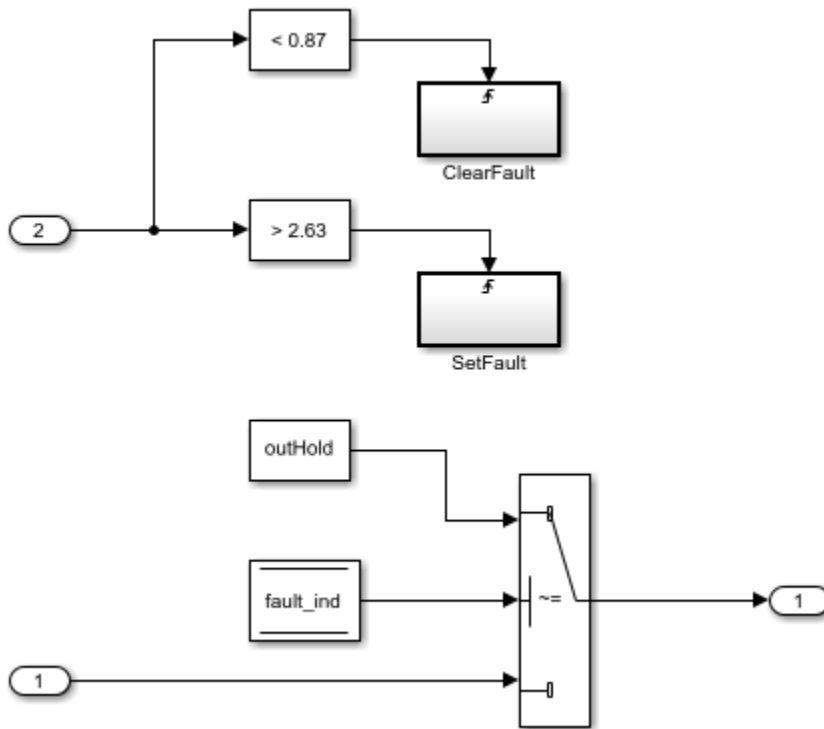 < 0.87
ClearFault
2
> 2.63
SetFault
outHold
fault_ind
~=
1
1